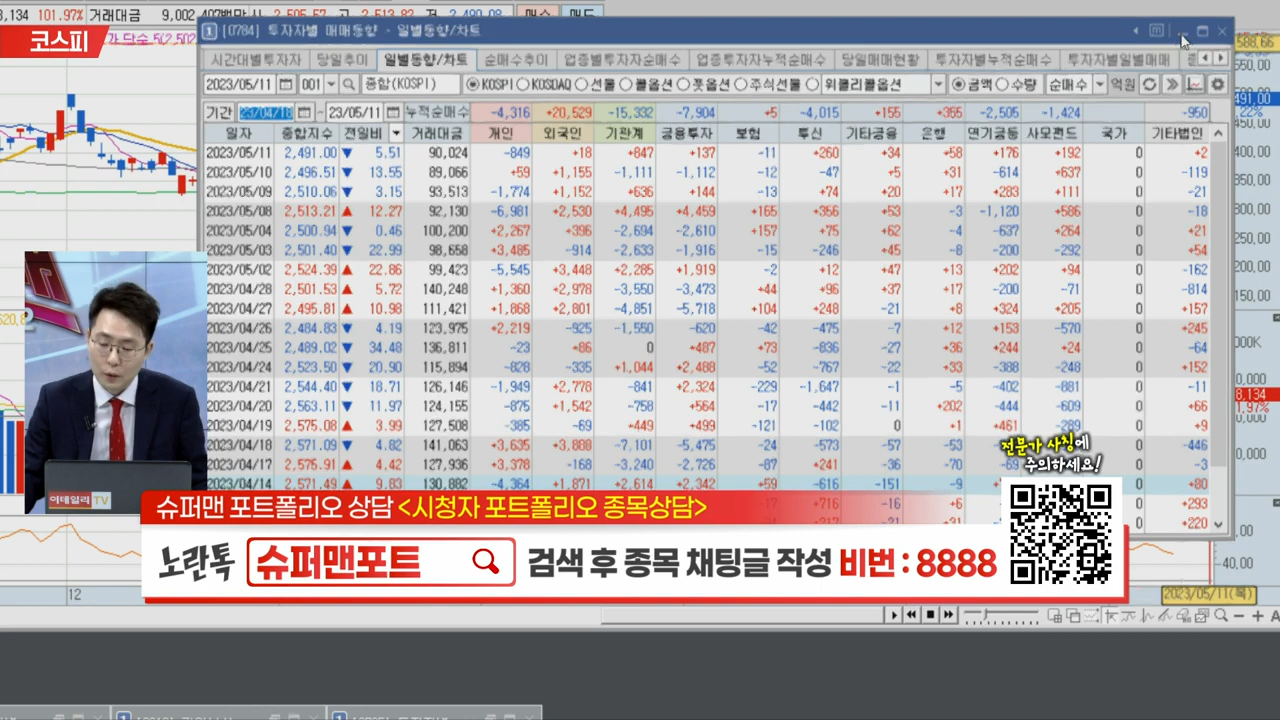 코스피
[0784] 투자자별 매매동향 - 일별동향/차트
시간대별투자자 당일추이 일별동향/차트 순매수추이 업종별투자자순매수 업종투자자누적순매수 당일매매현황 투자자별누적순매수 투자자별일별매매
2023/05/11 001 종합(KOSPI) KOSPI KOSDAQ 선물 콜옵션 풋옵션 주식선물 위클리콜옵션 금액 수량 순매수 억원
기간 23/04/18 ~ 23/05/11 누적순매수 -4,316 +20,529 -15,332 -7,904 +5 -4,015 +155 +365 -2,505 -1,424 -950
일자 종합지수 전일비 거래대금 개인 외국인 기관계 금융투자 보험 투신 기타금융 은행 연기금등 사모펀드 국가 기타법인
2023/05/11 2,491.00 ▼ 5.51 90,024 -849 +18 +847 +137 -11 +260 +34 +58 +176 +192 0 +2
2023/05/10 2,496.51 ▼ 13.55 89,066 +59 +1,155 -1,111 -1,112 -12 -47 +5 +31 -614 +637 0 -119
2023/05/09 2,510.06 ▼ 3.15 93,513 -1,774 +1,152 +636 +144 -13 +74 +20 +17 +283 +111 0 -21
2023/05/08 2,513.21 ▲ 12.27 92,130 -6,981 +2,530 +4,495 +4,459 +165 +356 +53 -3 -1,120 +586 0 -18
2023/05/04 2,500.94 ▼ 0.46 100,200 +2,267 +396 -2,694 -2,610 +157 +75 +62 -4 -637 +264 0 +21
2023/05/03 2,501.40 ▼ 22.99 98,658 +3,485 -914 -2,633 -1,916 -15 -246 +45 -8 -200 -292 0 +54
2023/05/02 2,524.39 ▲ 22.86 99,423 -5,545 +3,448 +2,285 +1,919 -2 +12 +47 +13 +202 +94 0 -162
2023/04/28 2,501.53 ▲ 5.72 140,248 +1,360 +2,978 -3,550 -3,473 +44 +96 +37 +17 -200 -71 0 -814
2023/04/27 2,495.81 ▲ 10.98 111,421 +1,868 +2,801 -4,851 -5,718 +104 +248 -21 +8 +324 +205 0 +157
2023/04/26 2,484.83 ▼ 4.19 123,975 +2,219 -925 -1,550 -620 -42 -475 -7 +12 +153 -570 0 +245
2023/04/25 2,489.02 ▼ 34.48 136,811 -23 +86 0 +487 +73 -836 -27 +36 +244 +24 0 -64
2023/04/24 2,523.50 ▼ 20.90 115,894 -828 -335 +1,044 +2,488 -52 -767 -22 +33 -388 -248 0 +152
2023/04/21 2,544.40 ▼ 18.71 126,146 -1,949 +2,778 -841 +2,324 -229 -1,647 -1 -5 -402 -881 0 -11
2023/04/20 2,563.11 ▼ 11.97 124,155 -875 +1,542 -758 +564 -17 -442 -11 +202 -444 -609 0 +66
2023/04/19 2,575.08 ▲ 3.99 127,508 -385 -69 +449 +499 -121 -102 0 +1 +461 -289 0 +9
2023/04/18 2,571.09 ▼ 4.82 141,063 +3,635 +3,888 -7,101 -5,475 -24 -573 -57 -53 -446
2023/04/17 2,575.91 ▲ 4.42 127,936 +3,378 -168 -3,240 -2,726 -87 +241 -36 -70 -3
2023/04/14 2,571.49 ▲ 9.83 130,882 -4,364 +1,871 +2,614 +2,342 +59 -616 -151 -9 +80
+716 -16 +6 +293
+220
전문가 사칭에
주의하세요!
이데일리 TV
슈퍼맨 포트폴리오 상담 <시청자 포트폴리오 종목상담>
노란톡 슈퍼맨포트 검색 후 종목 채팅글 작성 비번 : 8888
12
2023/05/11(목)